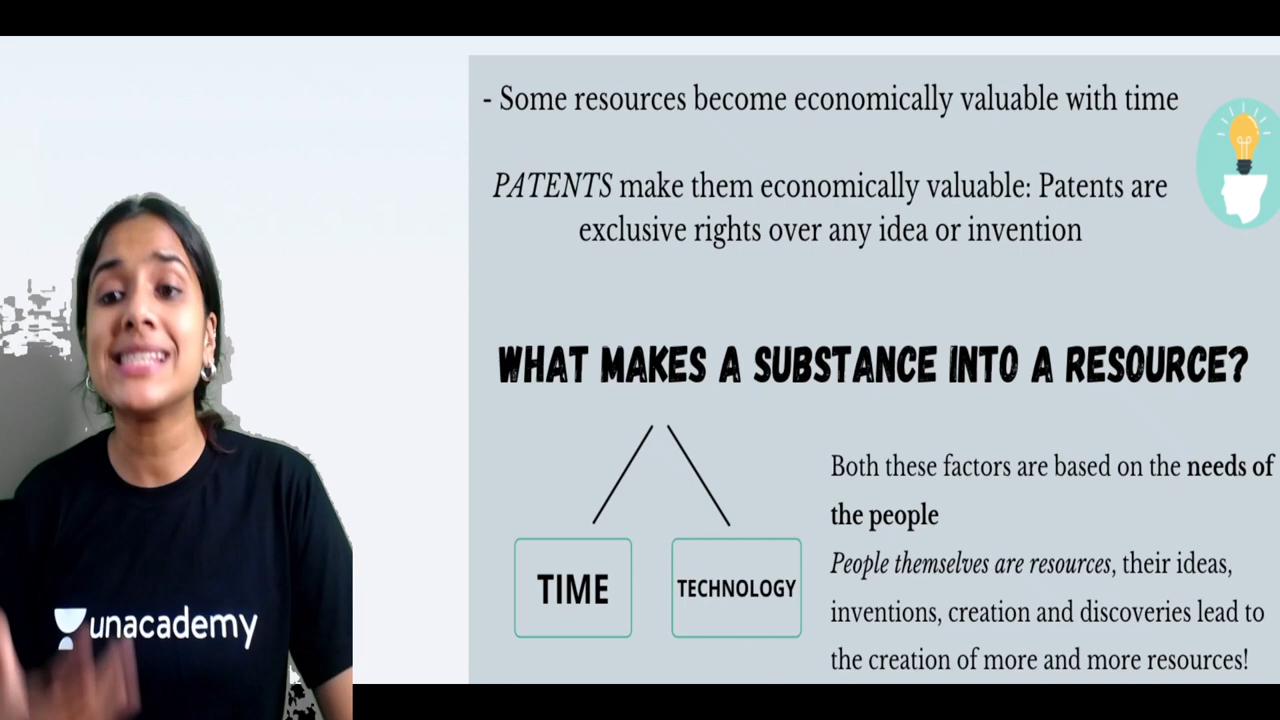 - Some resources become economically valuable with time
PATENTS make them economically valuable: Patents are
exclusive rights over any idea or invention
WHAT MAKES A SUBSTANCE INTO A RESOURCE?
TIME
TECHNOLOGY
Both these factors are based on the needs of
the people
People themselves are resources, their ideas,
inventions, creation and discoveries lead to
the creation of more and more resources!
unacademy